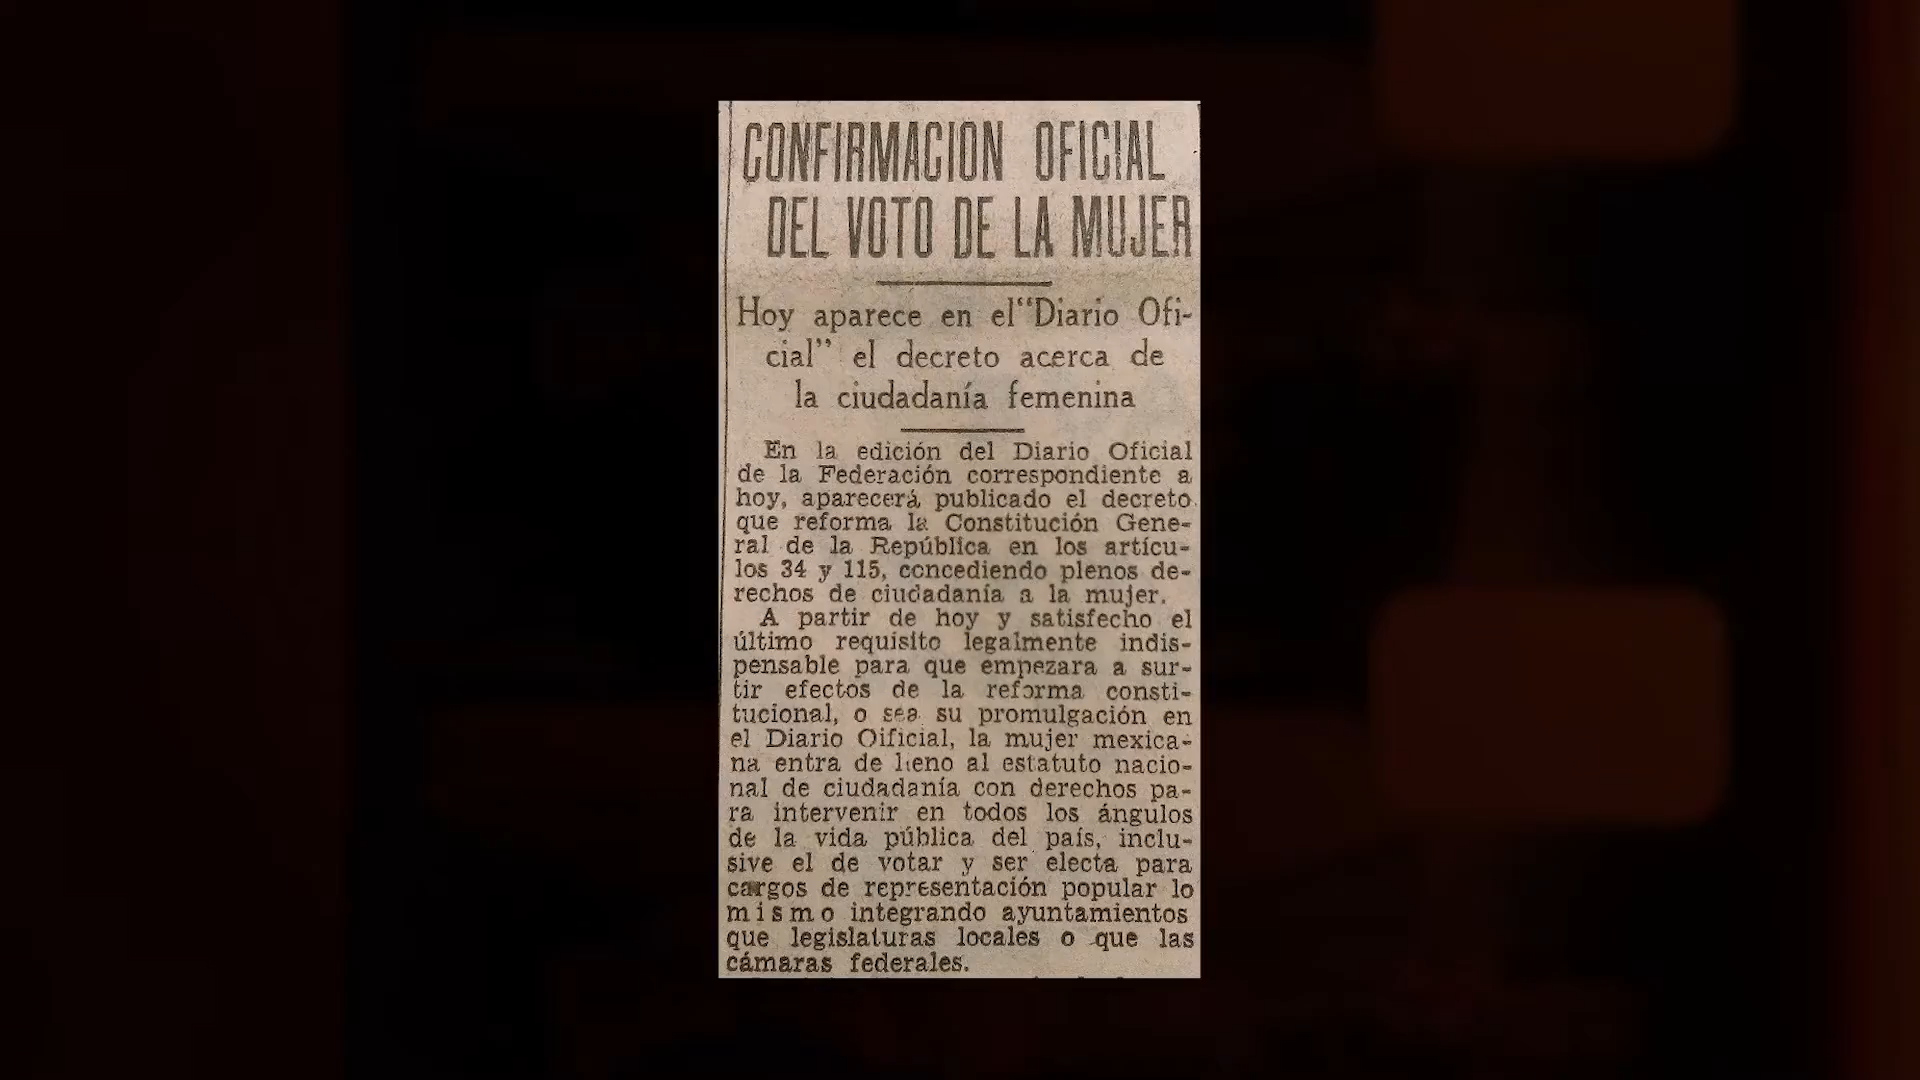 CONFIRMACION OFICIAL
DEL VOTO DE LA MUJER
Hoy aparece en el "Diario Ofi-
cial" el decreto acerca de
la ciudadanía femenina
En la edición del Diario Oficial
de la Federación correspondiente a
hoy, aparecerá publicado el decreto
que reforma la Constitución Gene-
ral de la República en los artícu-
los 34 y 115, concediendo plenos de-
rechos de ciudadanía a la mujer.
A partir de hoy y satisfecho el
último requisito legalmente indis-
pensable para que empezara a sur-
tir efectos de la reforma consti-
tucional, o sea su promulgación en
el Diario Oificial, la mujer mexica-
na entra de lleno al estatuto nacio-
nal de ciudadanía con derechos pa-
ra intervenir en todos los ángulos
de la vida pública del país, inclu-
sive el de votar y ser electa para
cargos de representación popular lo
mismo integrando ayuntamientos
que legislaturas locales o que las
cámaras federales.